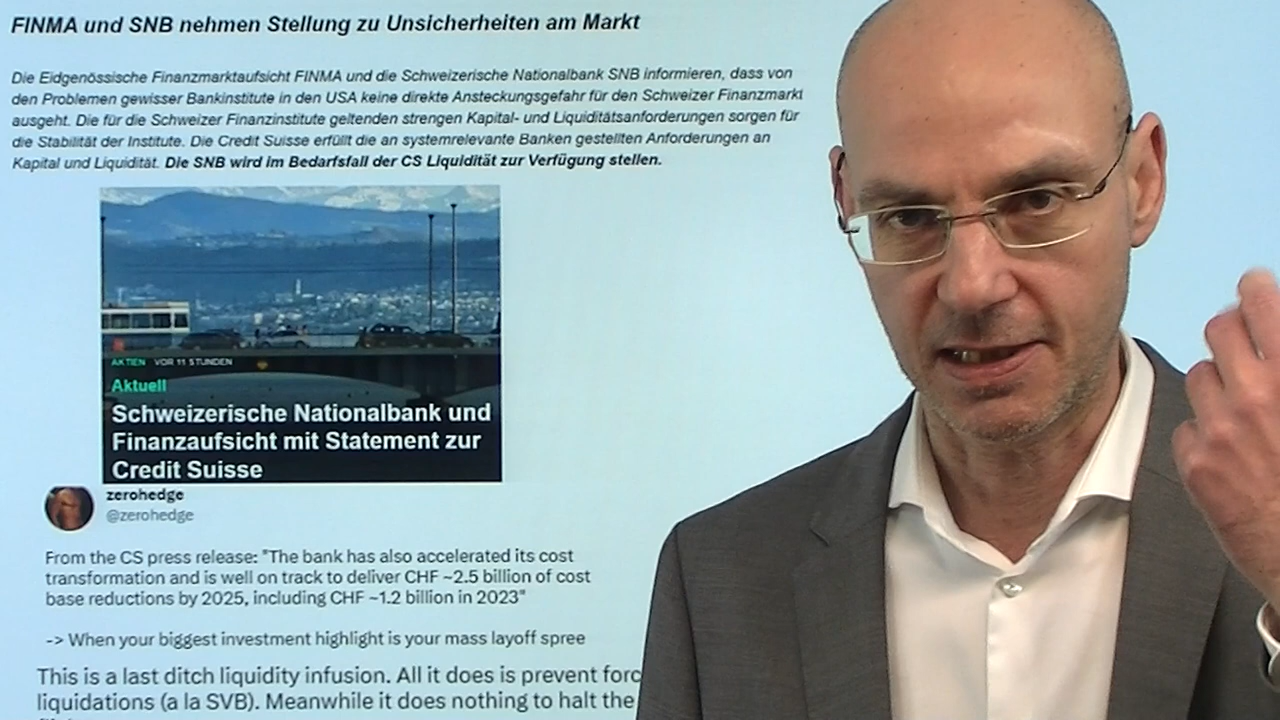 FINMA und SNB nehmen Stellung zu Unsicherheiten am Markt
Die Eidgenössische Finanzmarktaufsicht FINMA und die Schweizerische Nationalbank SNB informieren, dass von
den Problemen gewisser Bankinstitute in den USA keine direkte Ansteckungsgefahr für den Schweizer Finanzmarkt
ausgeht. Die für die Schweizer Finanzinstitute geltenden strengen Kapital- und Liquiditätsanforderungen sorgen für
die Stabilität der Institute. Die Credit Suisse erfüllt die an systemrelevante Banken gestellten Anforderungen an
Kapital und Liquidität. Die SNB wird im Bedarfsfall der CS Liquidität zur Verfügung stellen.
AKTIEN VOR 11 STUNDEN
Aktuell
Schweizerische Nationalbank und
Finanzaufsicht mit Statement zur
Credit Suisse
zerohedge
@zerohedge
From the CS press release: "The bank has also accelerated its cost
transformation and is well on track to deliver CHF ~2.5 billion of cost
base reductions by 2025, including CHF ~1.2 billion in 2023"
-> When your biggest investment highlight is your mass layoff spree
This is a last ditch liquidity infusion. All it does is prevent forc
liquidations (a la SVB). Meanwhile it does nothing to halt the